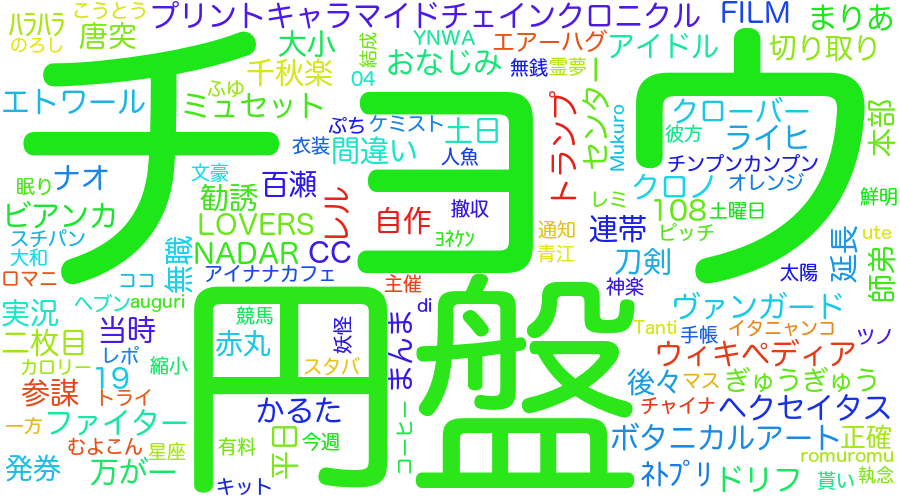 ハラハラ
こうとう
プリントキャラマイドチェインクロニクル
FILM
まりあ
のろし
唐突
大小
結成
YNWA
エアーハグ
アイドル
切り取り
千秋楽
04
おなじみ
無銭
霊夢
センター
エトワール
ふゆ
ミュセット
チョウ
トランプ
クローバー
本部
ぷち
ケミスト
土日
Mukuro
彼方
ライヒ
衣装
間違い
人魚
チンプンカンプン
文豪
眠り
ナオ
勧誘
百瀬
レル
自作
撤収
レミ
クロノ
オレンジ
鮮明
ビアンカ
LOVERS
ﾖﾈｹﾝ
通知
連帯
108
土曜日
スチパン
無職
NADAR
CC
青江
ピッチ
延長
ute
大和
刀剣
師弟
ロマニ
ココ
アイナナカフェ
主催
神楽
太陽
ヘブン
auguri
円盤
di
ヴァンガード
実況
当時
競馬
妖怪
まんま
Tanti
手帳
イタニャンコ
ツノ
二枚目
レポ
赤丸
ウィキペディア
カロリー
19
縮小
スタバ
後々
マス
ぎゅうぎゅう
参謀
トライ
かるた
チャイナ
ヘクセイタス
一方
ファイター
コーヒー
むよこん
星座
有料
平日
今週
ボタニカルアート
正確
romuromu
発券
万が一
キット
ﾈﾄﾌﾟﾘ
ドリフ
貰い
執念